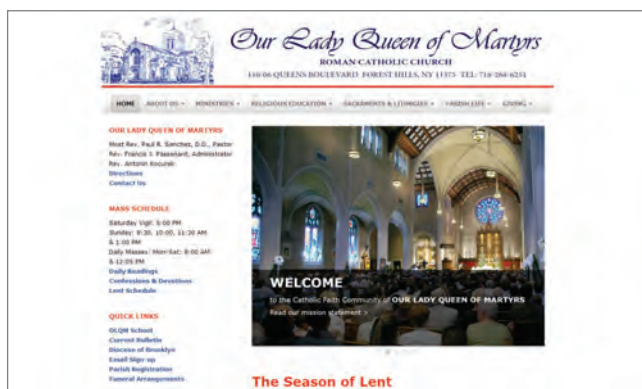 Our Lady Queen of Martyrs
ROMAN CATHOLIC CHURCH
110-06 QUEENS BOULEVARD FOREST HILLS, NY 11375 TEL: 718-268-6251
HOME ABOUT US MINISTRIES RELIGIOUS EDUCATION SACRAMENTS & LITURGIES PARISH LIFE GIVING
OUR LADY QUEEN OF MARTYRS
Most Rev. Paul R. Sanchez, D.D., Pastor
Rev. Francis J. Passenant, Administrator
Rev. Antonin Kocurek
Directions
Contact Us
MASS SCHEDULE
Saturday Vigil: 5:00 PM
Sunday: 8:30, 10:00, 11:30 AM
& 1:00 PM
Daily Masses: Mon-Sat: 8:00 AM
& 12:05 PM
Daily Readings
Confessions & Devotions
Lent Schedule
QUICK LINKS
OLQM School
Current Bulletin
Diocese of Brooklyn
Email Sign-up
Parish Registration
Funeral Arrangements
WELCOME
to the Catholic Faith Community of OUR LADY QUEEN OF MARTYRS
Read our mission statement >
The Season of Lent